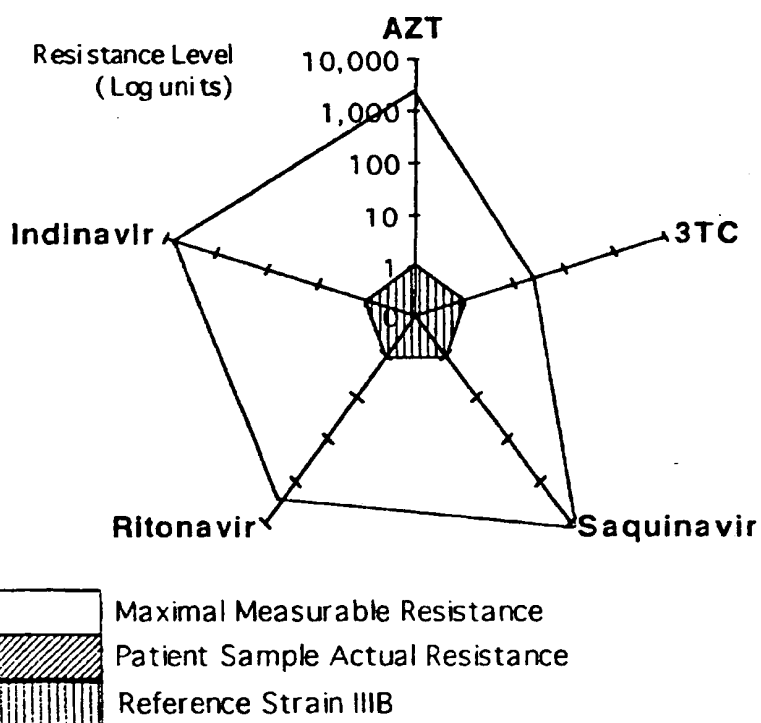 AZT
Resistance Level
(Log units)
10,000
1,000
100
10
1
0
Indinavir
3TC
Ritonavir
Saquinavir
Maximal Measurable Resistance
Patient Sample Actual Resistance
Reference Strain IIIB